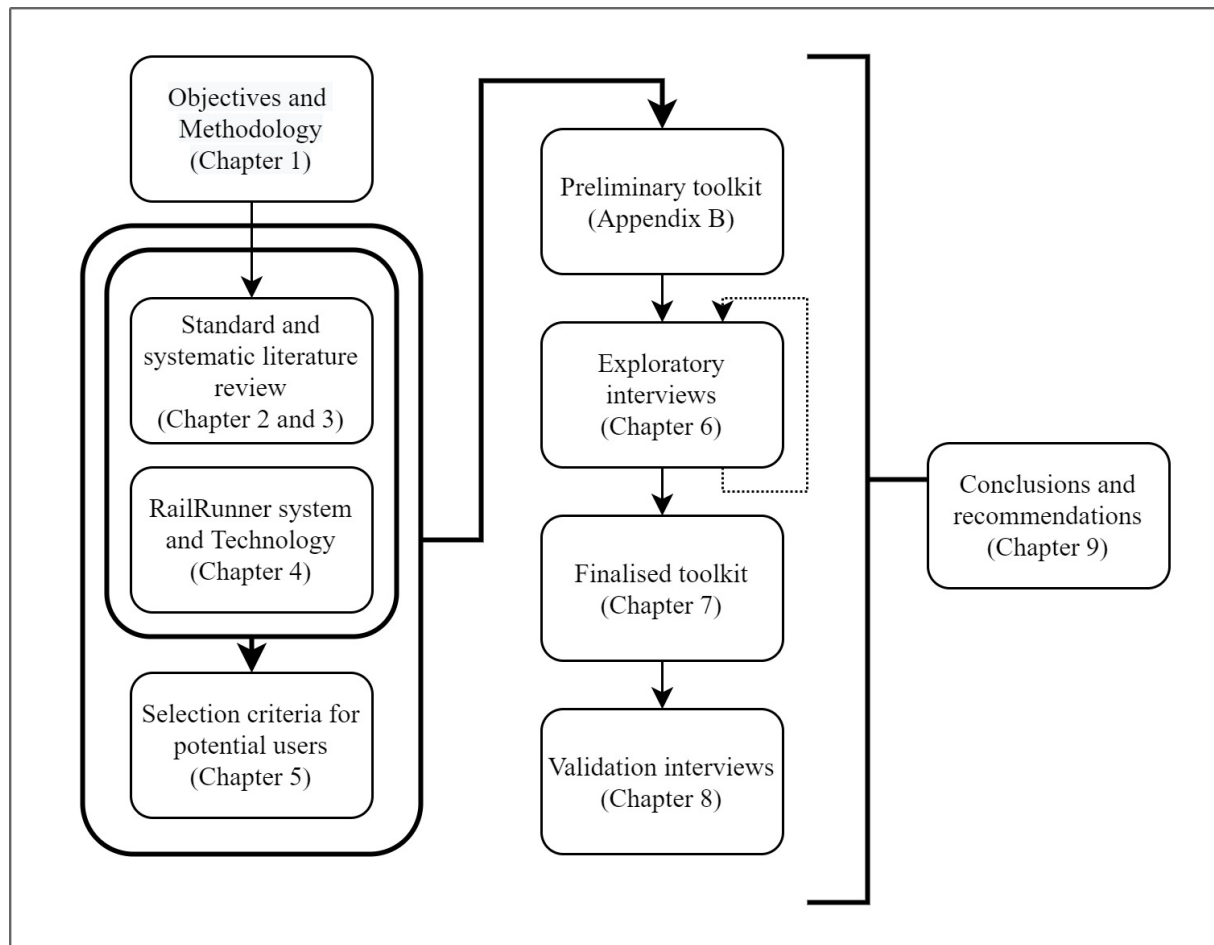 Objectives and
Methodology
(Chapter 1)
Standard and
systematic literature
review
(Chapter 2 and 3)
RailRunner system
and Technology
(Chapter 4)
Selection criteria for
potential users
(Chapter 5)
Preliminary toolkit
(Appendix B)
Exploratory
interviews
(Chapter 6)
Finalised toolkit
(Chapter 7)
Validation interviews
(Chapter 8)
Conclusions and
recommendations
(Chapter 9)